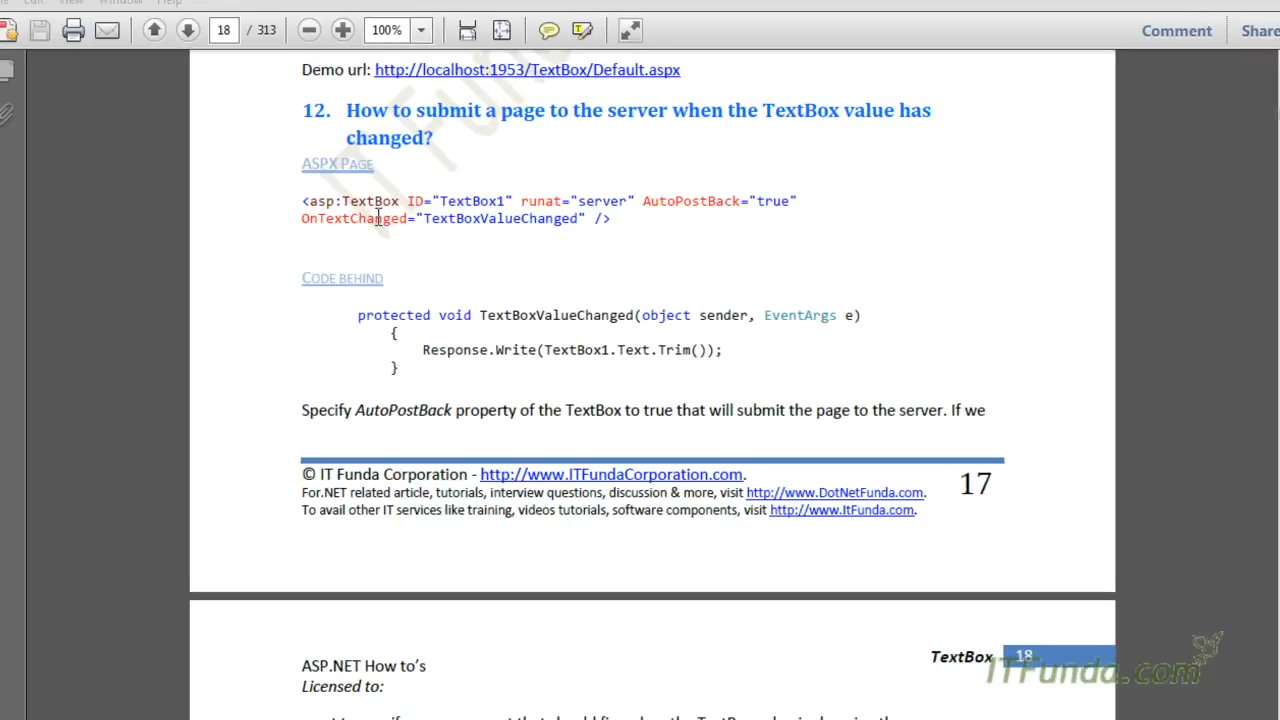 Edit View Window Help
18 / 313 100% Comment Share
Demo url: http://localhost:1953/TextBox/Default.aspx
12. How to submit a page to the server when the TextBox value has
changed?
ASPX PAGE
<asp:TextBox ID="TextBox1" runat="server" AutoPostBack="true"
OnTextChanged="TextBoxValueChanged" />
CODE BEHIND
protected void TextBoxValueChanged(object sender, EventArgs e)
{
Response.Write(TextBox1.Text.Trim());
}
Specify AutoPostBack property of the TextBox to true that will submit the page to the server. If we
© IT Funda Corporation - http://www.ITFundaCorporation.com.
17
For.NET related article, tutorials, interview questions, discussion & more, visit http://www.DotNetFunda.com.
To avail other IT services like training, videos tutorials, software components, visit http://www.ItFunda.com.
TextBox 18
ASP.NET How to's
Licensed to:
ITFunda.com